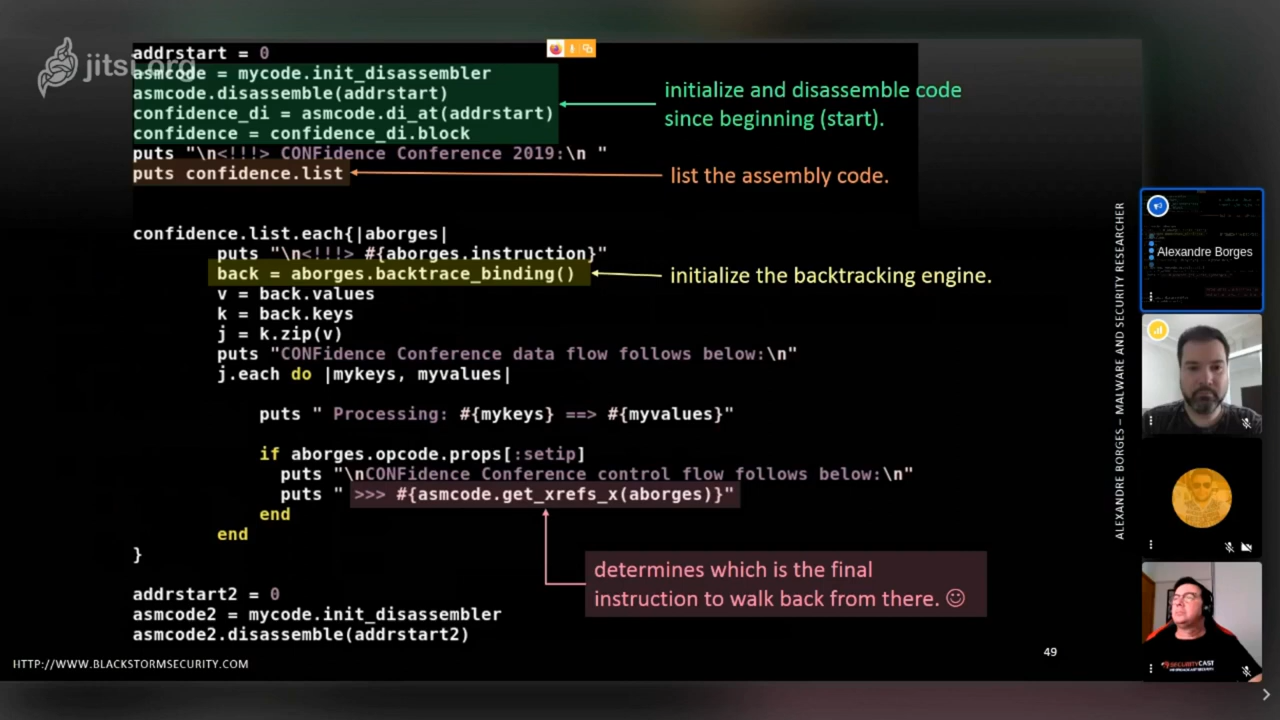 jitsi.org
addrstart = 0
asmcode = mycode.init_disassembler
asmcode.disassemble(addrstart)
confidence_di = asmcode.di_at(addrstart)
confidence = confidence_di.block
puts "\n<!!!> CONFidence Conference 2019:\n "
puts confidence.list
initialize and disassemble code
since beginning (start).
list the assembly code.
confidence.list.each{|aborges|
puts "\n<!!!> #{aborges.instruction}"
back = aborges.backtrace_binding()
initialize the backtracking engine.
v = back.values
k = back.keys
j = k.zip(v)
puts "CONFidence Conference data flow follows below:\n"
j.each do |mykeys, myvalues|
puts " Processing: #{mykeys} ==> #{myvalues}"
if aborges.opcode.props[:setip]
puts "\nCONFidence Conference control flow follows below:\n"
puts " >>> #{asmcode.get_xrefs_x(aborges)}"
end
end
}
determines which is the final
instruction to walk back from there. ☺
addrstart2 = 0
asmcode2 = mycode.init_disassembler
asmcode2.disassemble(addrstart2)
HTTP://WWW.BLACKSTORMSECURITY.COM
49
ALEXANDRE BORGES – MALWARE AND SECURITY RESEARCHER
Alexandre Borges
SECURITYCAST